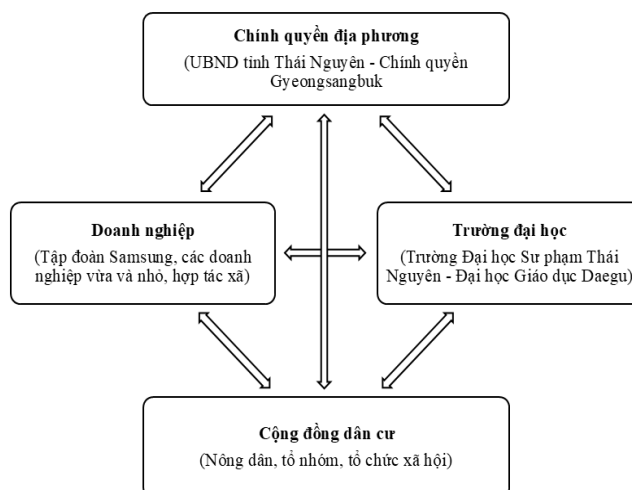 Chính quyền địa phương
(UBND tỉnh Thái Nguyên - Chính quyền
Gyeongsangbuk
Doanh nghiệp
(Tập đoàn Samsung, các doanh
nghiệp vừa và nhỏ, hợp tác xã)
Trường đại học
(Trường Đại học Sư phạm Thái
Nguyên - Đại học Giáo dục Daegu)
Cộng đồng dân cư
(Nông dân, tổ nhóm, tổ chức xã hội)